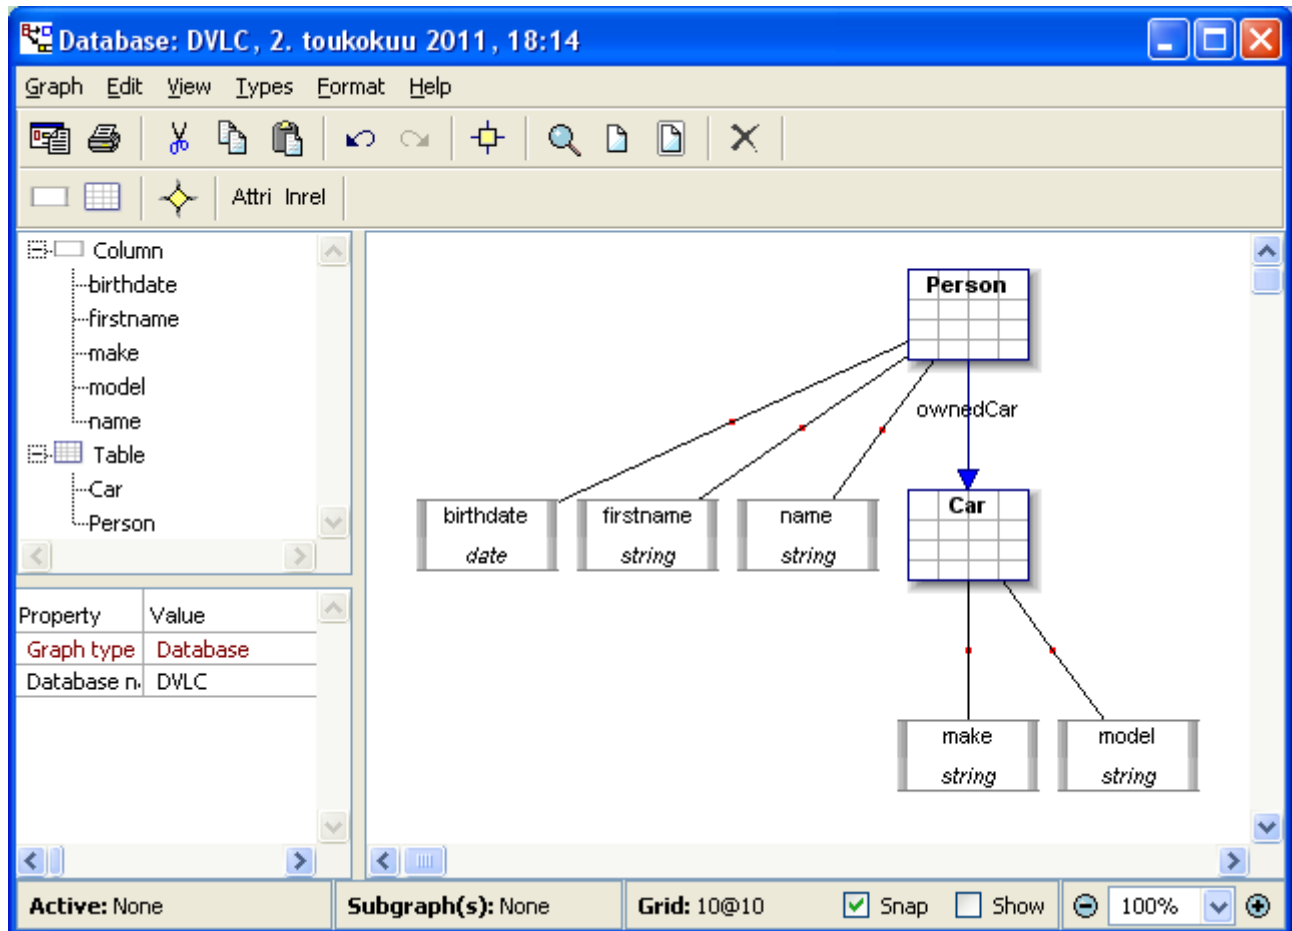 Database: DVLC, 2. toukokuu 2011, 18:14
Graph Edit View Types Format Help
Attri Inrel
Column
birthdate
firstname
make
model
name
Table
Car
Person
Property Value
Graph type Database
Database n DVLC
Person
ownedCar
birthdate
date
firstname
string
name
string
Car
make
string
model
string
Active: None Subgraph(s): None Grid: 10@10 Snap Show 100%